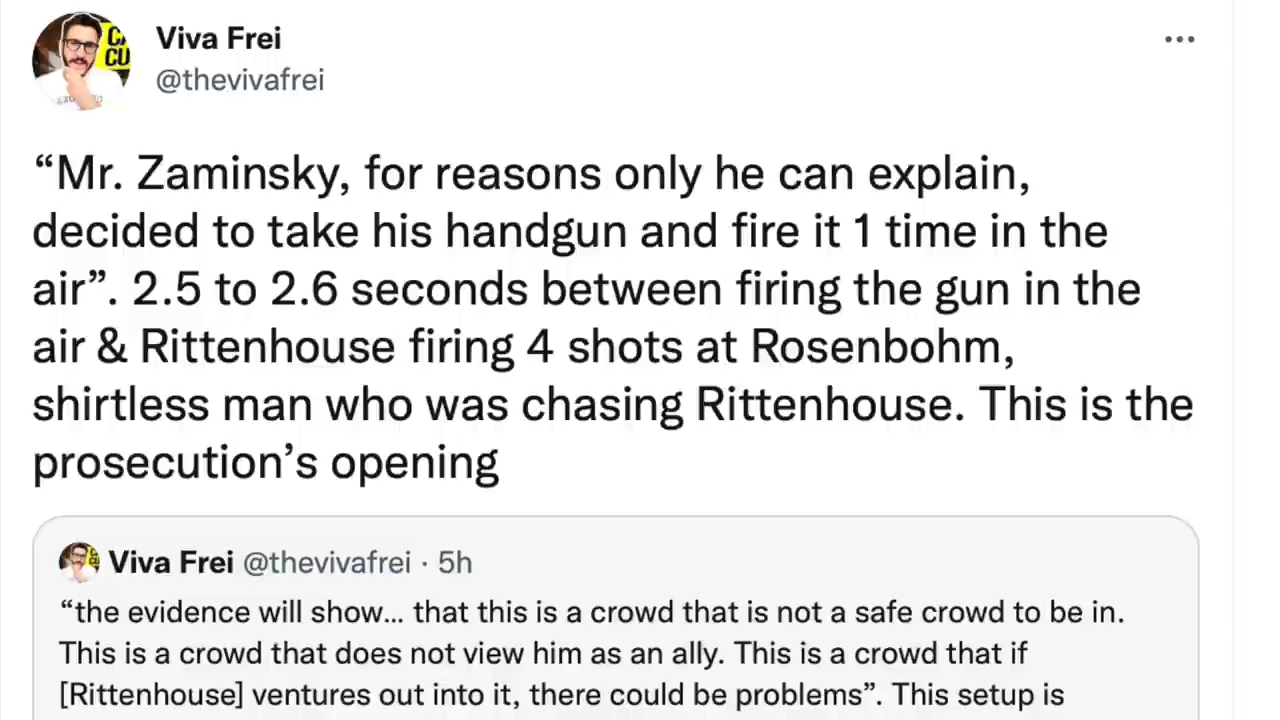 Viva Frei
@thevivafrei
“Mr. Zaminsky, for reasons only he can explain,
decided to take his handgun and fire it 1 time in the
air”. 2.5 to 2.6 seconds between firing the gun in the
air & Rittenhouse firing 4 shots at Rosenbohm,
shirtless man who was chasing Rittenhouse. This is the
prosecution’s opening
Viva Frei @thevivafrei · 5h
“the evidence will show... that this is a crowd that is not a safe crowd to be in.
This is a crowd that does not view him as an ally. This is a crowd that if
[Rittenhouse] ventures out into it, there could be problems”. This setup is